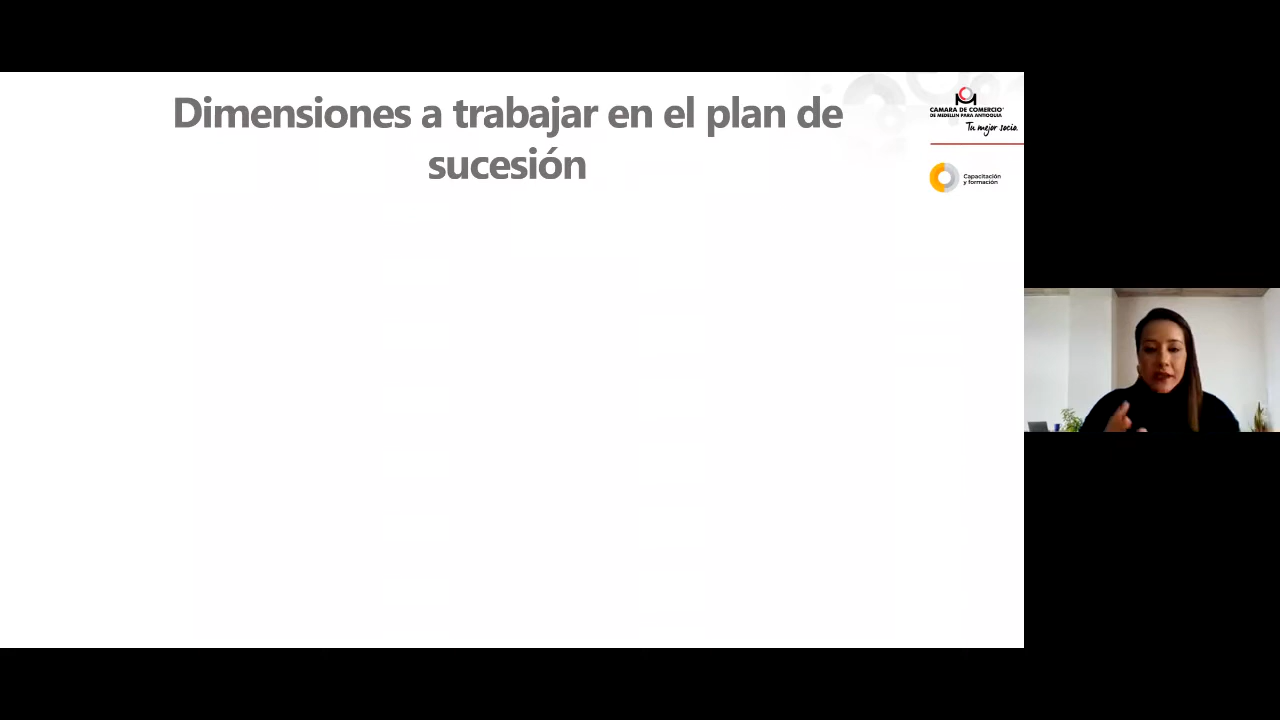 Dimensiones a trabajar en el plan de
sucesión
CAMARA DE COMERCIO
DE MEDELLIN PARA ANTIOQUIA
Tu mejor socio.
Capacitación
y formación